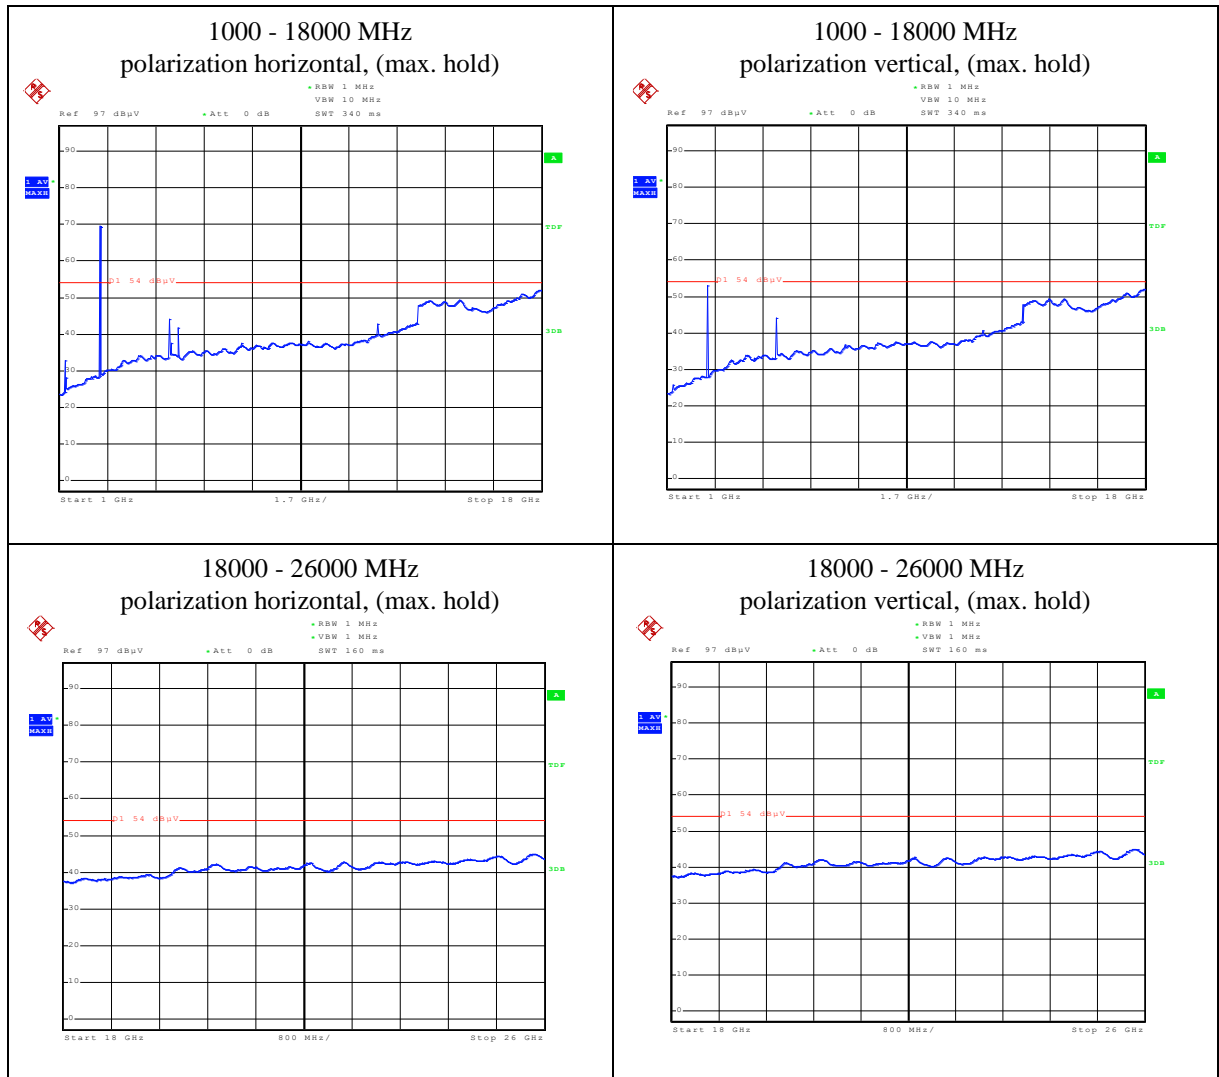 1000 - 18000 MHz
polarization horizontal, (max. hold)
R S
* RBW 1 MHz
VBW 10 MHz
Ref 97 dBµV * Att 0 dB SWT 340 ms
90
A
1 AV *
MAXH
80
70
TDF
60
D1 54 dBµV
50
40
3DB
30
20
10
0
Start 1 GHz 1.7 GHz/ Stop 18 GHz
1000 - 18000 MHz
polarization vertical, (max. hold)
R S
* RBW 1 MHz
VBW 10 MHz
Ref 97 dBµV * Att 0 dB SWT 340 ms
90
A
1 AV *
MAXH
80
70
TDF
60
D1 54 dBµV
50
40
3DB
30
20
10
0
Start 1 GHz 1.7 GHz/ Stop 18 GHz
18000 - 26000 MHz
polarization horizontal, (max. hold)
R S
* RBW 1 MHz
* VBW 1 MHz
Ref 97 dBµV * Att 0 dB SWT 160 ms
90
A
1 AV *
MAXH
80
70
TDF
60
D1 54 dBµV
50
40
3DB
30
20
10
0
Start 18 GHz 800 MHz/ Stop 26 GHz
18000 - 26000 MHz
polarization vertical, (max. hold)
R S
* RBW 1 MHz
* VBW 1 MHz
Ref 97 dBµV * Att 0 dB SWT 160 ms
90
A
1 AV *
MAXH
80
70
TDF
60
D1 54 dBµV
50
40
3DB
30
20
10
0
Start 18 GHz 800 MHz/ Stop 26 GHz